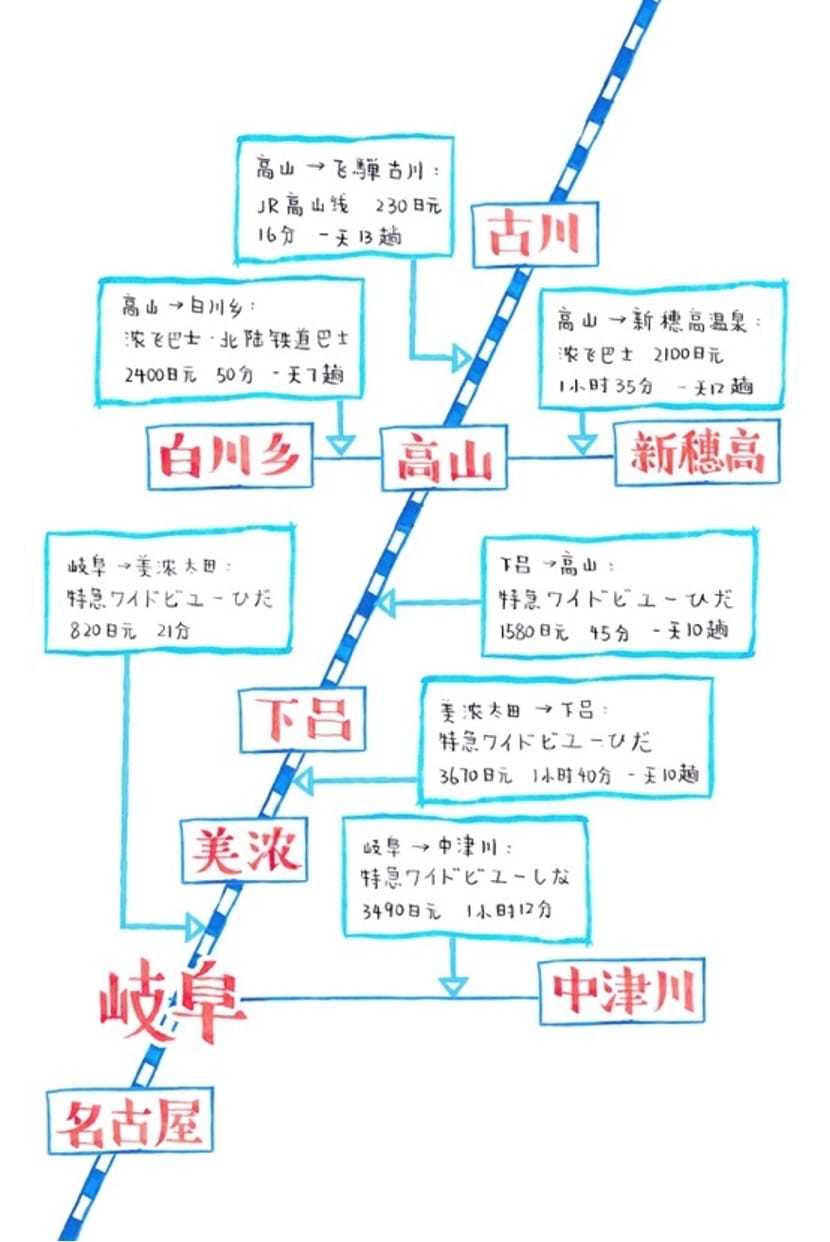 高山 → 飞騨古川:
JR高山线 230日元
16分 一天13趟
古川
高山 → 白川乡:
浓飞巴士·北陆铁道巴士
2400日元 50分 一天7趟
高山 → 新穗高温泉:
浓飞巴士 2100日元
1小时35分 一天12趟
白川乡
高山
新穗高
岐阜 → 美浓太田:
特急ワイドビューひだ
820日元 21分
下吕 → 高山:
特急ワイドビューひだ
1580日元 45分 一天10趟
下吕
美浓太田 → 下吕:
特急ワイドビューひだ
3670日元 1小时40分 一天10趟
美浓
岐阜 → 中津川:
特急ワイドビューしな
3490日元 1小时12分
岐阜
中津川
名古屋